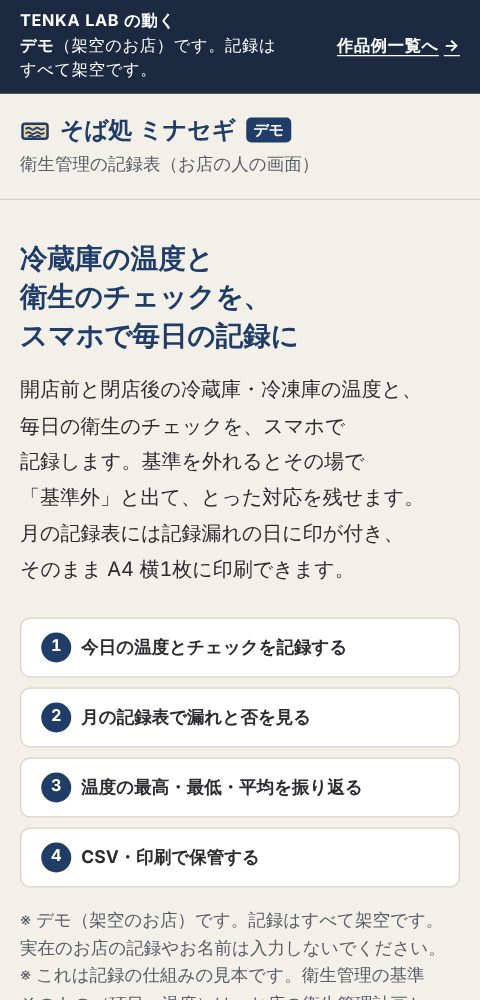 TENKA LAB の動く
デモ（架空のお店）です。記録は
すべて架空です。
作品例一覧へ →
そば処 ミナセギ デモ
衛生管理の記録表（お店の人の画面）
冷蔵庫の温度と
衛生のチェックを、
スマホで毎日の記録に
開店前と閉店後の冷蔵庫・冷凍庫の温度と、
毎日の衛生のチェックを、スマホで
記録します。基準を外れるとその場で
「基準外」と出て、とった対応を残せます。
月の記録表には記録漏れの日に印が付き、
そのまま A4 横1枚に印刷できます。
1 今日の温度とチェックを記録する
2 月の記録表で漏れと否を見る
3 温度の最高・最低・平均を振り返る
4 CSV・印刷で保管する
※ デモ（架空のお店）です。記録はすべて架空です。
実在のお店の記録やお名前は入力しないでください。
※ これは記録の仕組みの見本です。衛生管理の基準